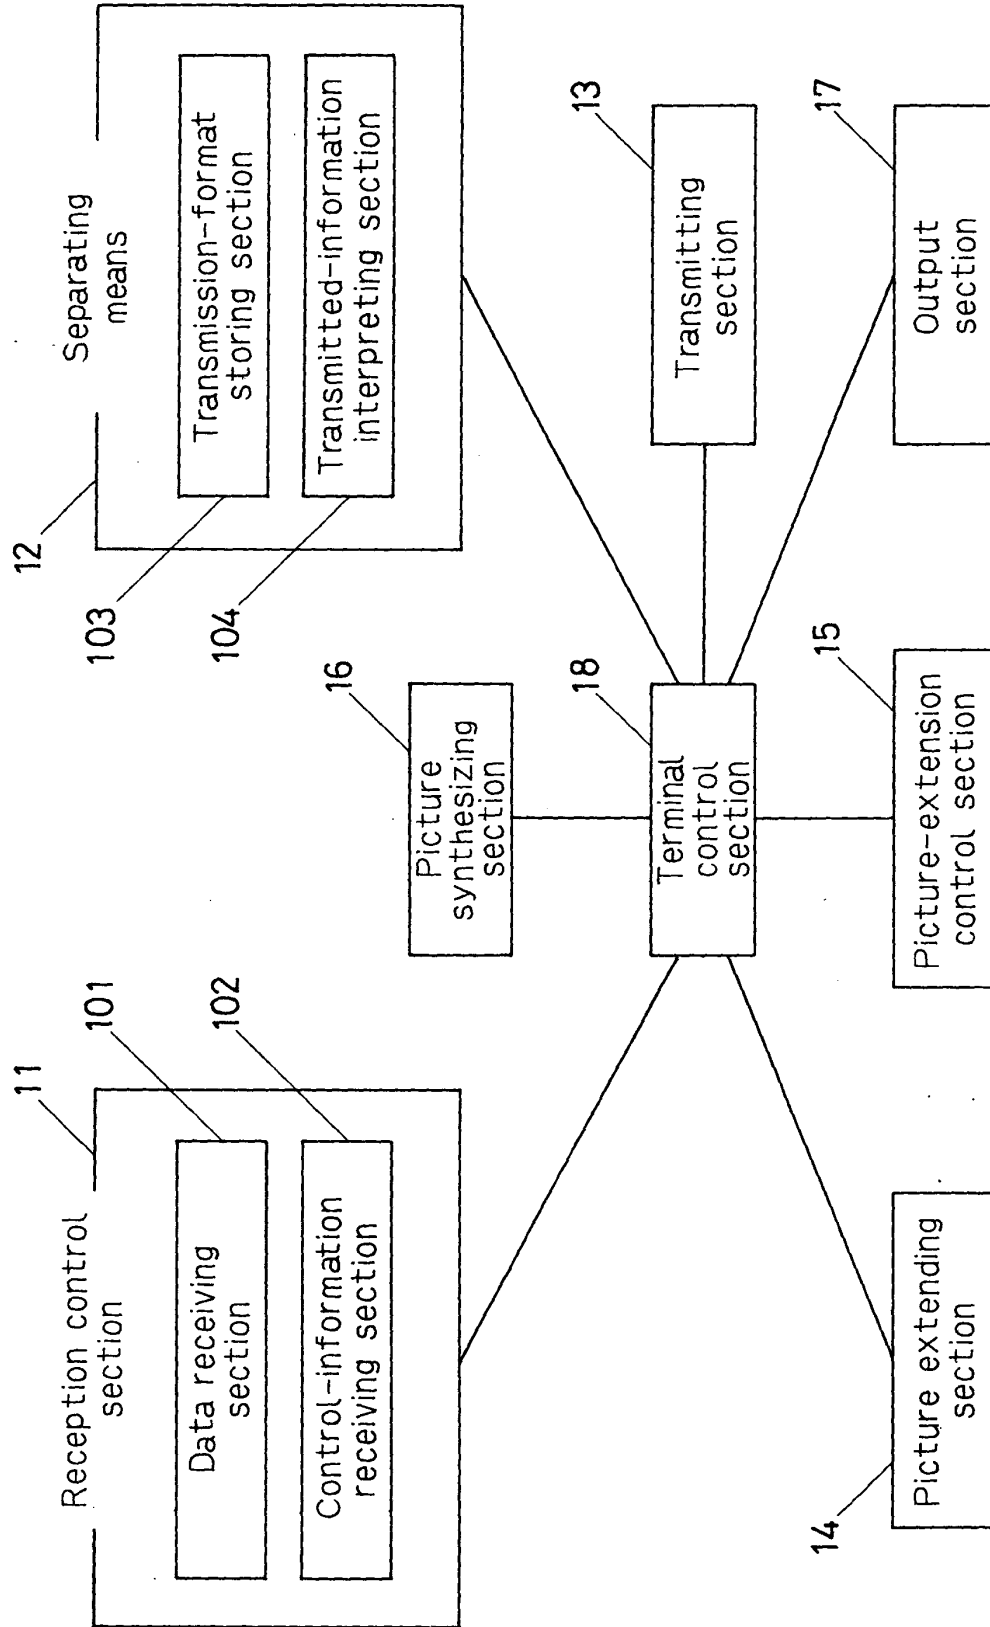 11
Reception control
section
101
Data receiving
section
102
Control-information
receiving section
12
Separating
means
103
Transmission-format
storing section
104
Transmitted-information
interpreting section
16
Picture
synthesizing
section
18
Terminal
control
section
13
Transmitting
section
14
Picture extending
section
15
Picture-extension
control section
17
Output
section